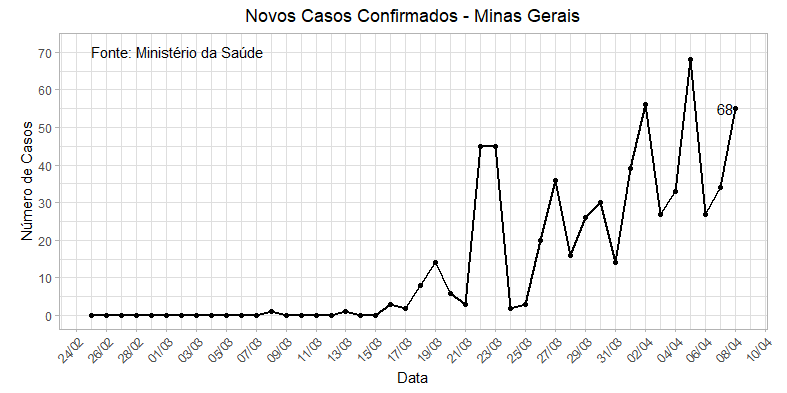 Novos Casos Confirmados - Minas Gerais
Fonte: Ministério da Saúde
70
60
50
40
30
20
10
0
Número de Casos
68
24/02 26/02 28/02 01/03 03/03 05/03 07/03 09/03 11/03 13/03 15/03 17/03 19/03 21/03 23/03 25/03 27/03 29/03 31/03 02/04 04/04 06/04 08/04 10/04
Data